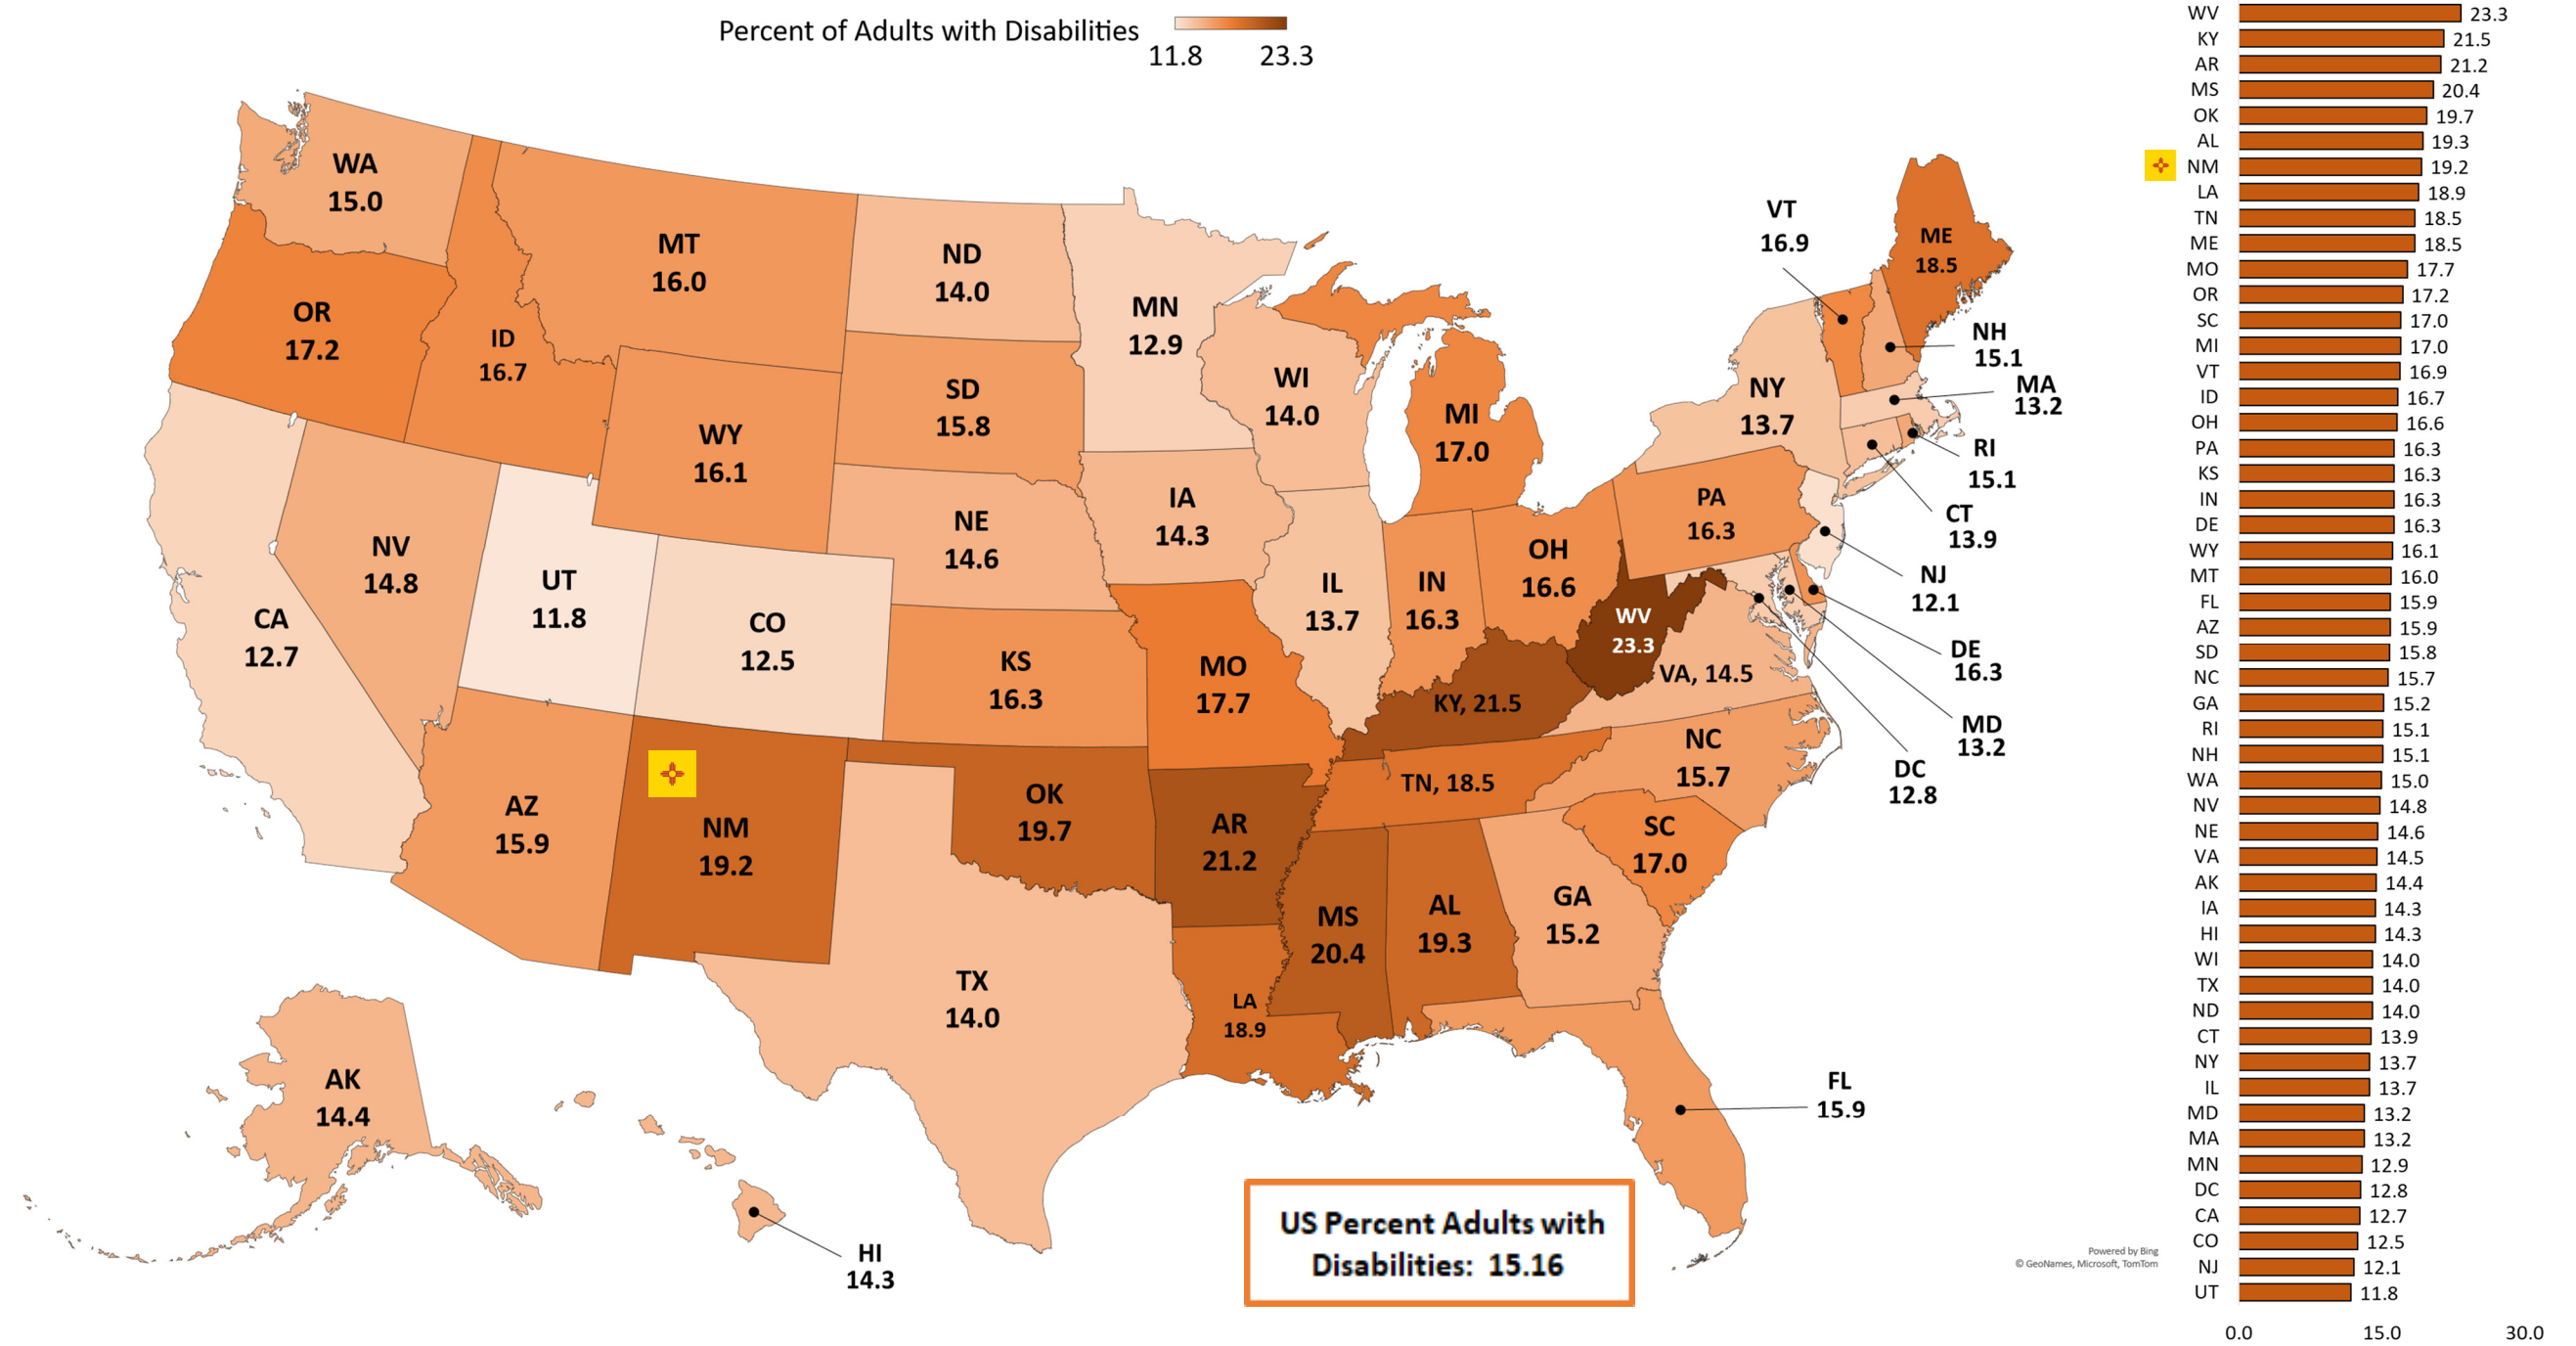 Percent of Adults with Disabilities
11.8 23.3
WA
15.0
OR
17.2
ID
16.7
MT
16.0
ND
14.0
MN
12.9
WI
14.0
MI
17.0
SD
15.8
WY
16.1
CA
12.7
NV
14.8
UT
11.8
CO
12.5
NE
14.6
IA
14.3
IL
13.7
IN
16.3
OH
16.6
PA
16.3
NY
13.7
VT
16.9
ME
18.5
NH
15.1
MA
13.2
RI
15.1
CT
13.9
NJ
12.1
DE
16.3
MD
13.2
DC
12.8
WV
23.3
VA, 14.5
KY, 21.5
KS
16.3
MO
17.7
NC
15.7
TN, 18.5
SC
17.0
AZ
15.9
NM
19.2
OK
19.7
AR
21.2
TX
14.0
LA
18.9
MS
20.4
AL
19.3
GA
15.2
FL
15.9
AK
14.4
HI
14.3
US Percent Adults with
Disabilities: 15.16
Powered by Bing
© GeoNames, Microsoft, TomTom
WV 23.3
KY 21.5
AR 21.2
MS 20.4
OK 19.7
AL 19.3
NM 19.2
LA 18.9
TN 18.5
ME 18.5
MO 17.7
OR 17.2
SC 17.0
MI 17.0
VT 16.9
ID 16.7
OH 16.6
PA 16.3
KS 16.3
IN 16.3
DE 16.3
WY 16.1
MT 16.0
FL 15.9
AZ 15.9
SD 15.8
NC 15.7
GA 15.2
RI 15.1
NH 15.1
WA 15.0
NV 14.8
NE 14.6
VA 14.5
AK 14.4
IA 14.3
HI 14.3
WI 14.0
TX 14.0
ND 14.0
CT 13.9
NY 13.7
IL 13.7
MD 13.2
MA 13.2
MN 12.9
DC 12.8
CA 12.7
CO 12.5
NJ 12.1
UT 11.8
0.0 15.0 30.0